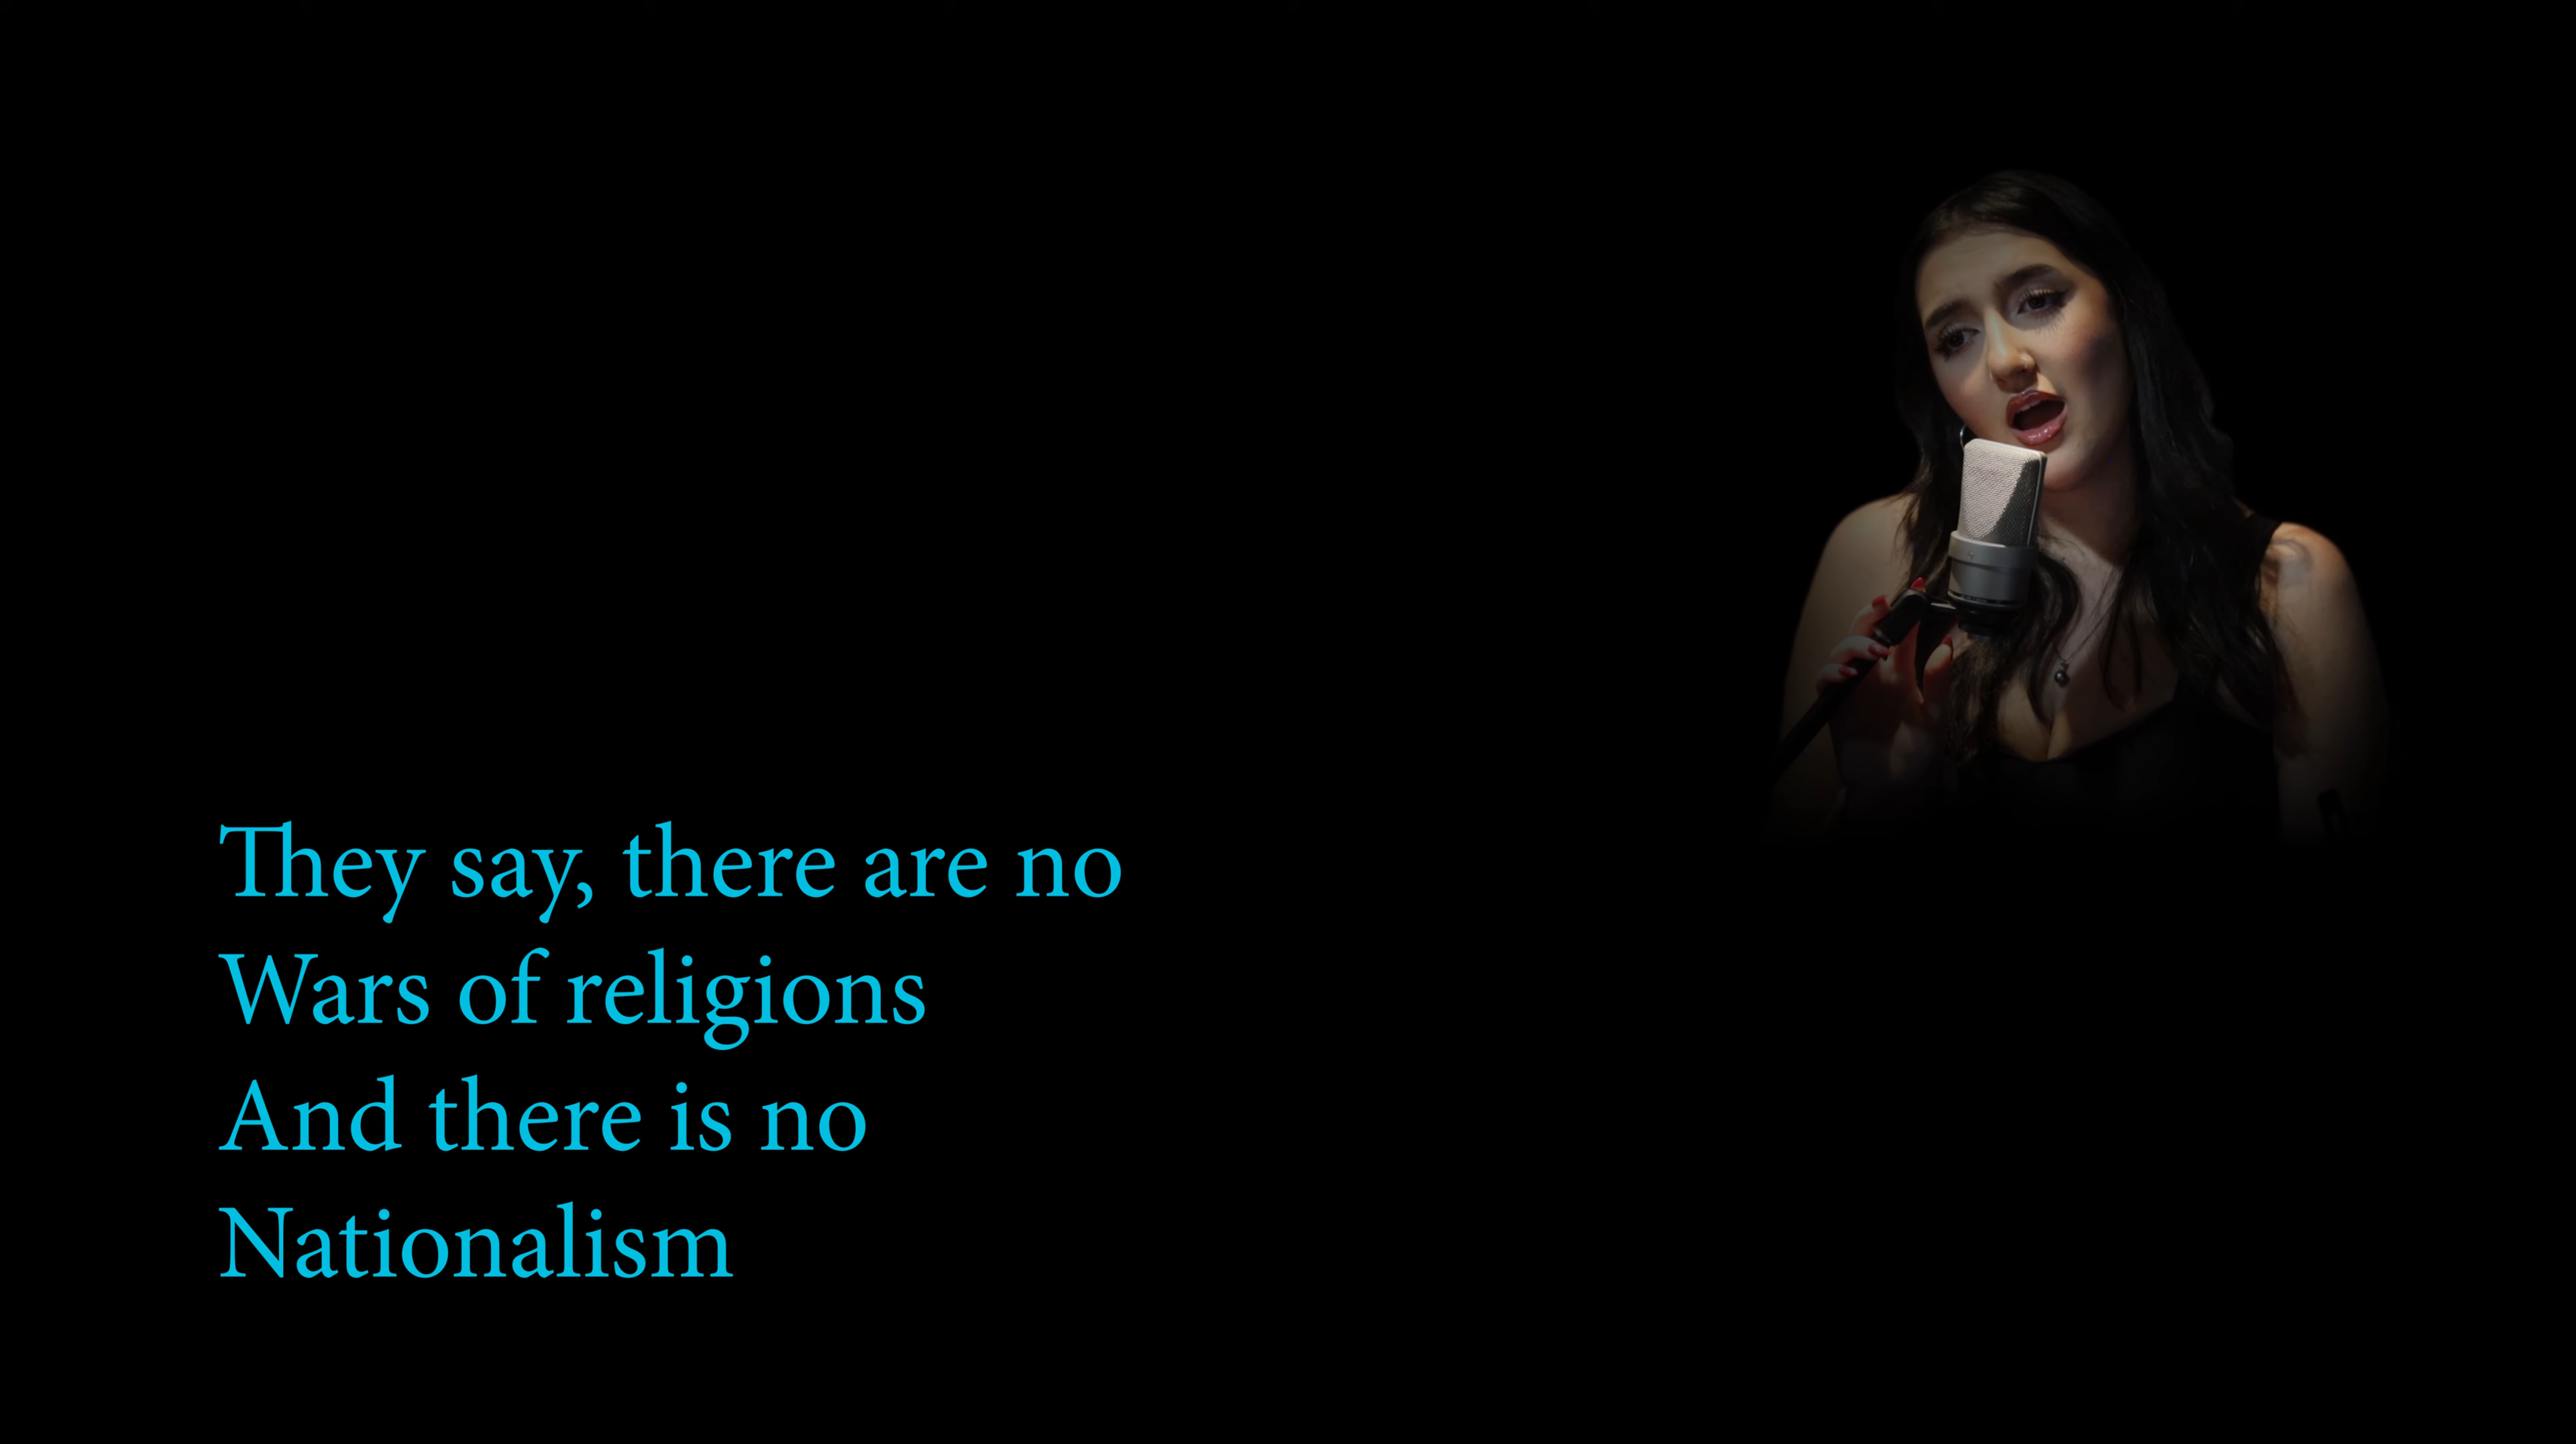 They say, there are no
Wars of religions
And there is no
Nationalism